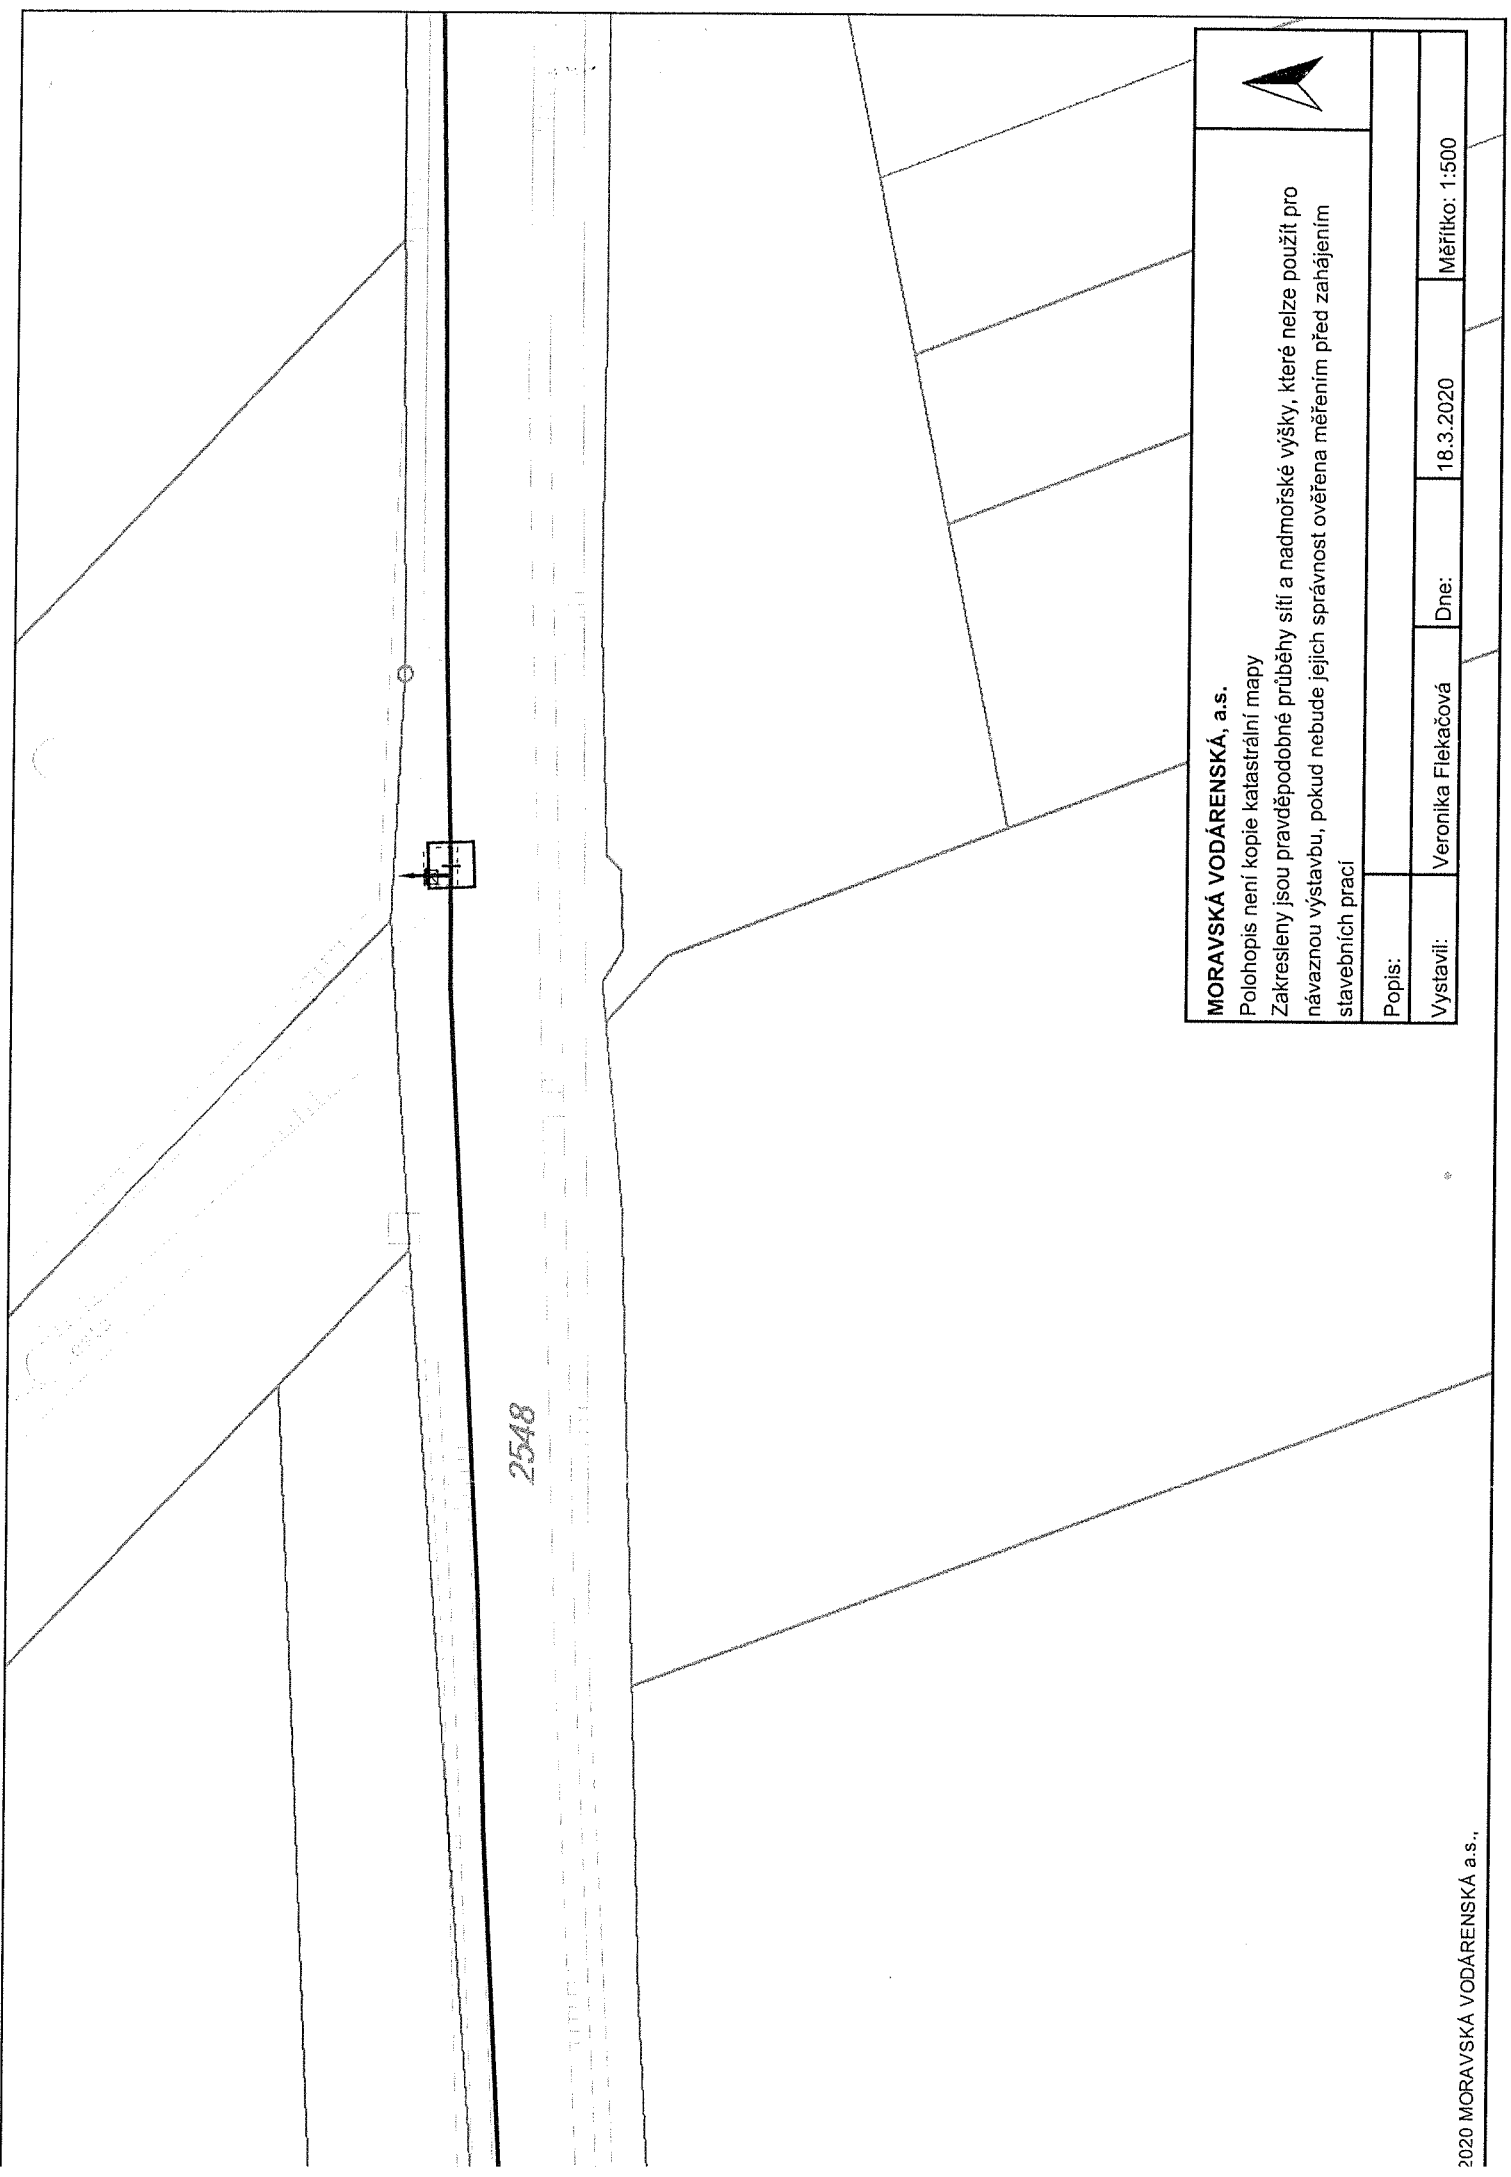 2548
MORAVSKÁ VODÁRENSKÁ, a.s.
Polohopis není kopie katastrální mapy
Zakresleny jsou pravděpodobné průběhy sítí a nadmořské výšky, které nelze použít pro
návaznou výstavbu, pokud nebude jejich správnost ověřena měřením před zahájením
stavebních prací
Popis:
Vystavil: Veronika Flekačová Dne: 18.3.2020 Měřítko: 1:500
2020 MORAVSKÁ VODÁRENSKÁ a.s.,